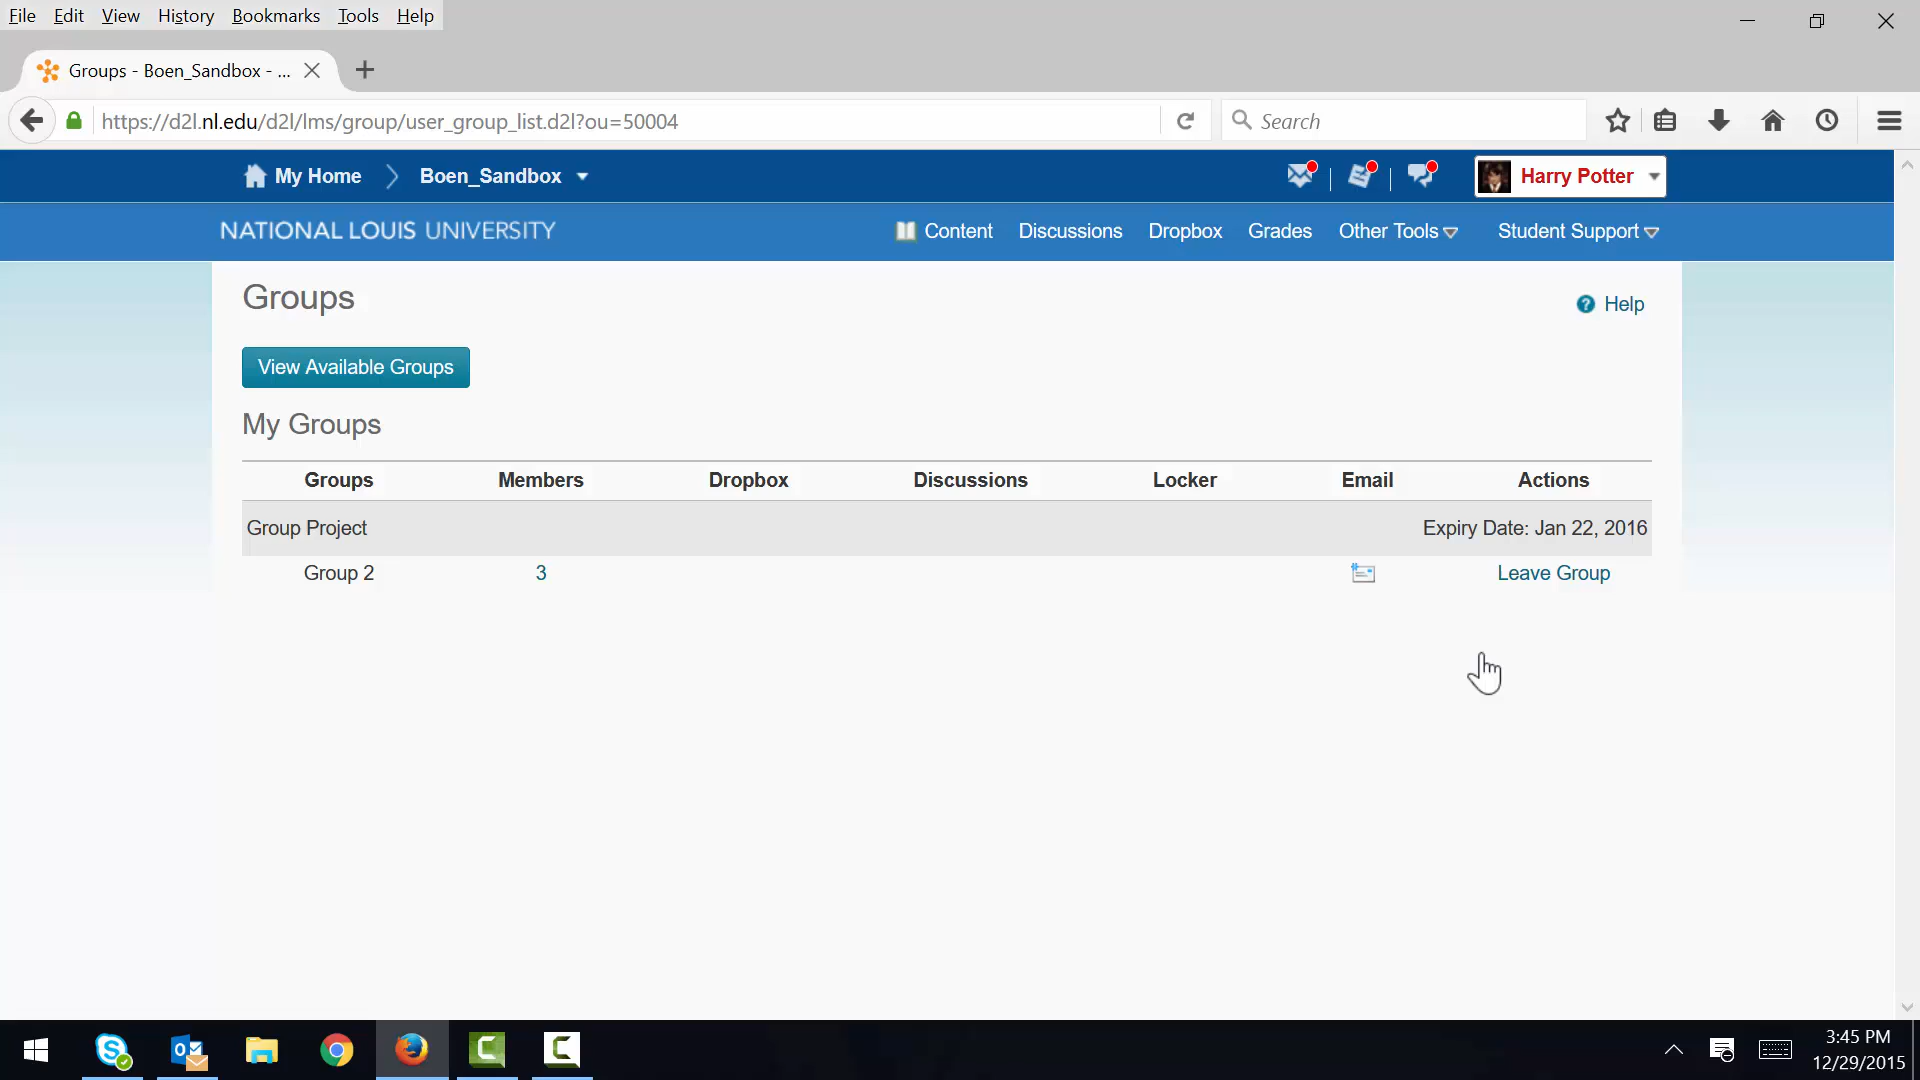 File Edit View History Bookmarks Tools Help
Groups - Boen_Sandbox - ...
https://d2l.nl.edu/d2l/lms/group/user_group_list.d2l?ou=50004
Search
My Home Boen_Sandbox Harry Potter
NATIONAL LOUIS UNIVERSITY Content Discussions Dropbox Grades Other Tools Student Support
Groups
Help
View Available Groups
My Groups
Groups Members Dropbox Discussions Locker Email Actions
Group Project Expiry Date: Jan 22, 2016
Group 2 3 Leave Group
3:45 PM
12/29/2015